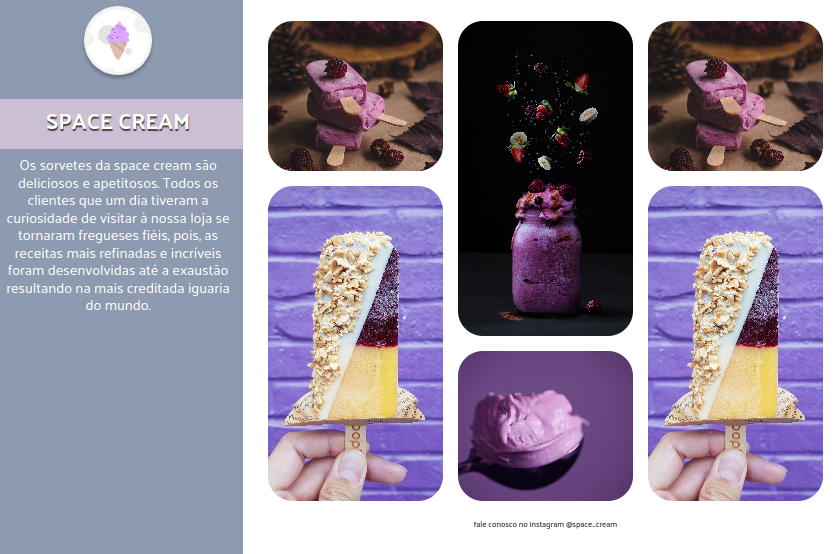 SPACE CREAM
Os sorvetes da space cream são
deliciosos e apetitosos. Todos os
clientes que um dia tiveram a
curiosidade de visitar à nossa loja se
tornaram fregueses fiéis, pois, as
receitas mais refinadas e incríveis
foram desenvolvidas até a exaustão
resultando na mais creditada iguaria
do mundo.
fale conosco no instagram @space_cream